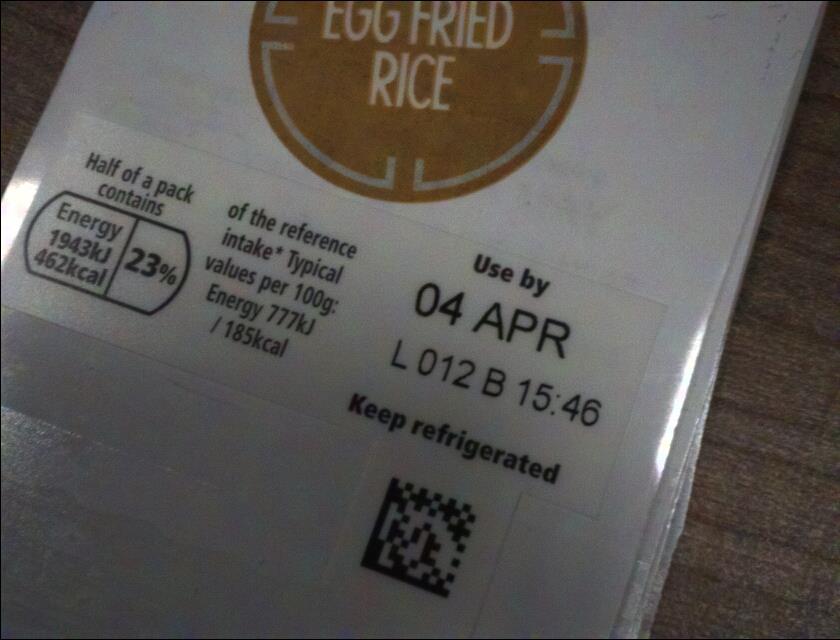 EGG FRIED
RICE
Half of a pack
contains
Energy
1943kJ
462kcal
23%
of the reference
intake* Typical
values per 100g:
Energy 777kJ
/ 185kcal
Use by
04 APR
L 012 B 15:46
Keep refrigerated